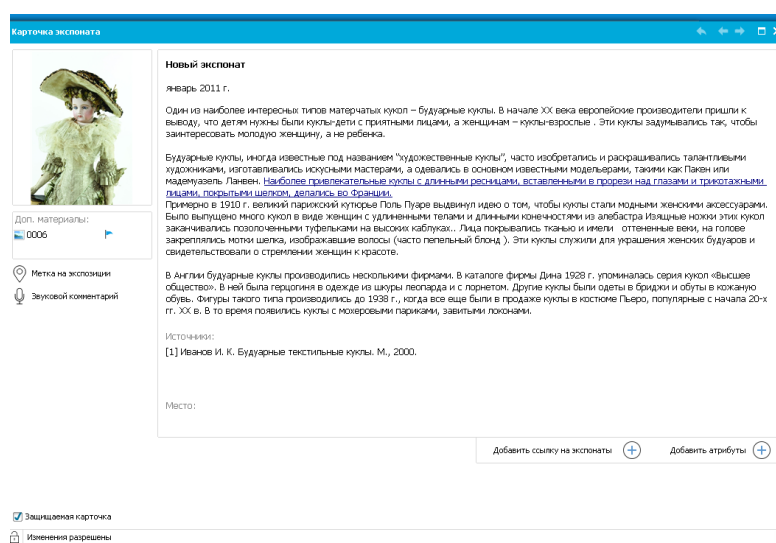 Карточка экспоната
Новый экспонат
январь 2011 г.
Один из наиболее интересных типов матерчатых кукол – будуарные куклы. В начале XX века европейские производители пришли к
выводу, что детям нужны были куклы-дети с приятными лицами, а женщинам – куклы-взрослые . Эти куклы задумывались так, чтобы
заинтересовать молодую женщину, а не ребенка.
Будуарные куклы, иногда известные под названием "художественные куклы", часто изобретались и раскрашивались талантливыми
художниками, изготавливались искусными мастерами, а одевались в основном известными модельерами, такими как Пакен или
мадемуазель Ланвен. Наиболее привлекательные куклы с длинными ресницами, вставленными в прорези над глазами и трикотажными
лицами, покрытыми шелком, делались во Франции.
Примерно в 1910 г. великий парижский кутюрье Поль Пуаре выдвинул идею о том, чтобы куклы стали модными женскими аксессуарами.
Было выпущено много кукол в виде женщин с удлиненными телами и длинными конечностями из алебастра Изящные ножки этих кукол
заканчивались позолоченными туфельками на высоких каблуках.. Лица покрывались тканью и имели оттененные веки, на голове
закреплялись мотки шелка, изображавшие волосы (часто пепельный блонд ). Эти куклы служили для украшения женских будуаров и
свидетельствовали о стремлении женщин к красоте.
В Англии будуарные куклы производились несколькими фирмами. В каталоге фирмы Дина 1928 г. упоминалась серия кукол «Высшее
общество». В ней была герцогиня в одежде из шкуры леопарда и с лорнетом. Другие куклы были одеты в бриджи и обуты в кожаную
обувь. Фигуры такого типа производились до 1938 г., когда все еще были в продаже куклы в костюме Пьеро, популярные с начала 20-х
гг. XX в. В то время появились куклы с мохеровыми париками, завитыми локонами.
Источники:
[1] Иванов И. К. Будуарные текстильные куклы. М., 2000.
Место:
Доп. материалы:
0006
Метка на экспозиции
Звуковой комментарий
Добавить ссылку на экспонаты
Добавить атрибуты
Защищаемая карточка
Изменения разрешены